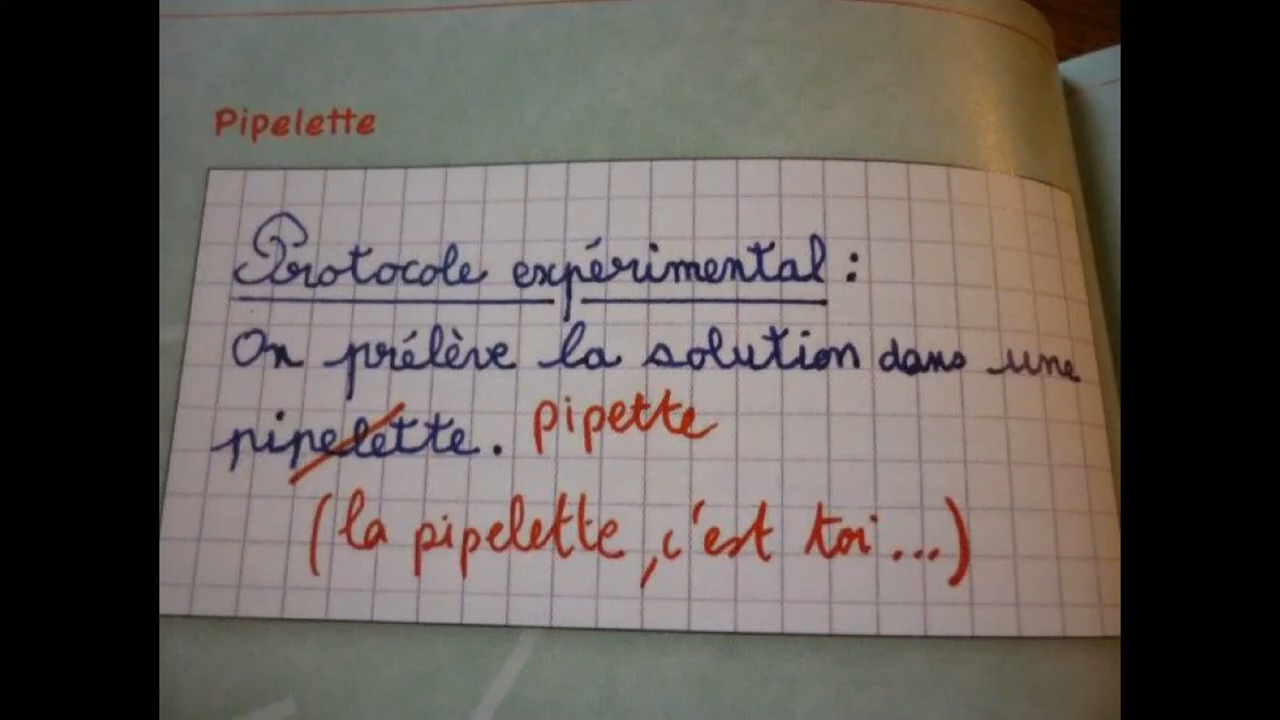 Pipelette
Protocole expérimental :
On prélève la solution dans une
pipelette. pipette
(la pipelette, c'est toi...)